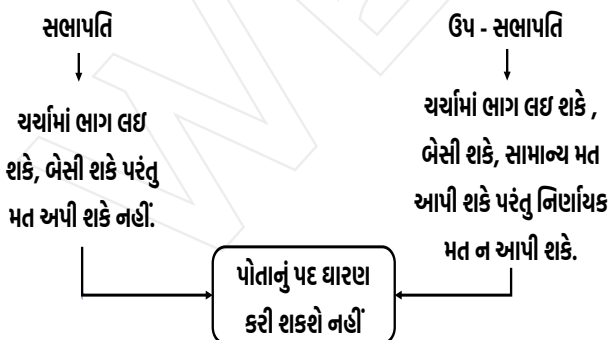 સભાપતિ
ચર્ચામાં ભાગ લઇ
શકે, બેસી શકે પરંતુ
મત અપી શકે નહીં.
ઉપ - સભાપતિ
ચર્ચામાં ભાગ લઇ શકે ,
બેસી શકે, સામાન્ય મત
આપી શકે પરંતુ નિર્ણાયક
મત ન આપી શકે.
પોતાનું પદ ધારણ
કરી શકશે નહીં